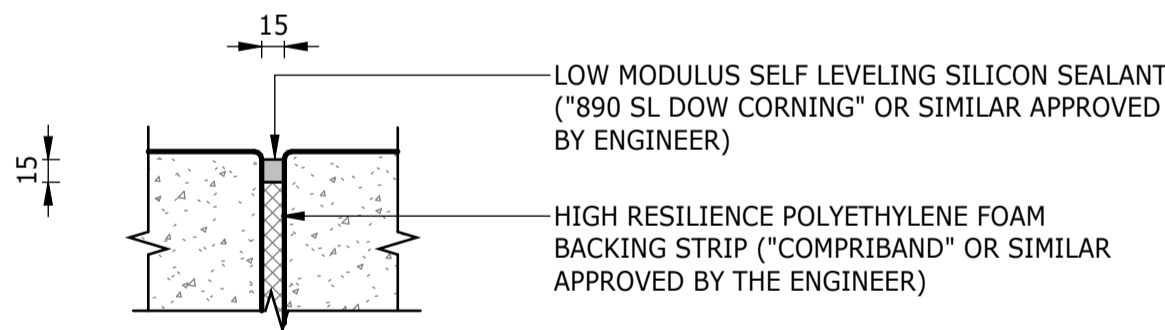 15
LOW MODULUS SELF LEVELING SILICON SEALANT
("890 SL DOW CORNING" OR SIMILAR APPROVED
BY ENGINEER)
15
HIGH RESILIENCE POLYETHYLENE FOAM
BACKING STRIP ("COMPRIBAND" OR SIMILAR
APPROVED BY THE ENGINEER)